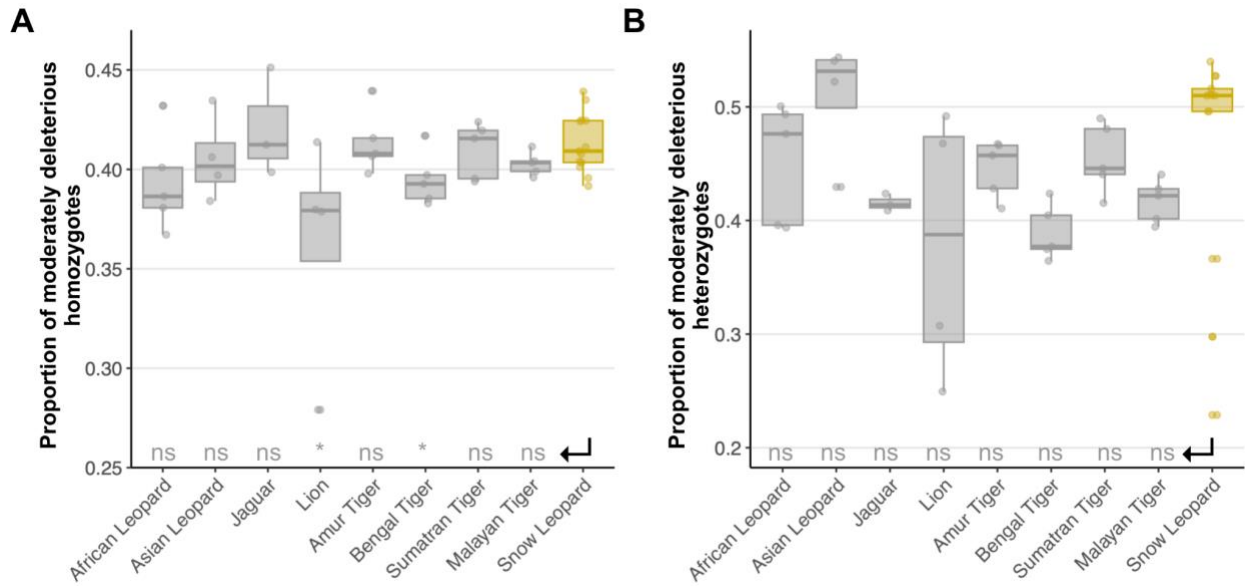 A
Proportion of moderately deleterious
homozygotes
0.45
0.40
0.35
0.30
0.25
ns ns ns * ns * ns ns
African Leopard
Asian Leopard
Jaguar
Lion
Amur Tiger
Bengal Tiger
Sumatran Tiger
Malayan Tiger
Snow Leopard
B
Proportion of moderately deleterious
heterozygotes
0.5
0.4
0.3
0.2
ns ns ns ns ns ns ns ns
African Leopard
Asian Leopard
Jaguar
Lion
Amur Tiger
Bengal Tiger
Sumatran Tiger
Malayan Tiger
Snow Leopard